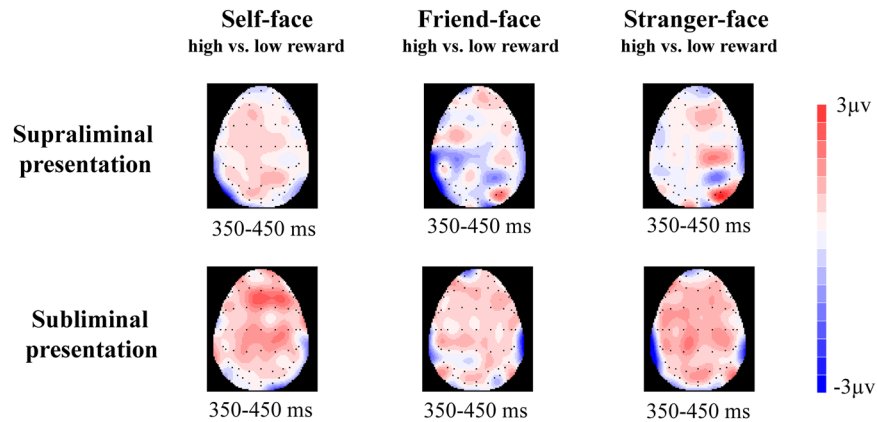 Self-face
high vs. low reward
Friend-face
high vs. low reward
Stranger-face
high vs. low reward
Supraliminal
presentation
350-450 ms
350-450 ms
350-450 ms
3μv
Subliminal
presentation
350-450 ms
350-450 ms
350-450 ms
-3μv